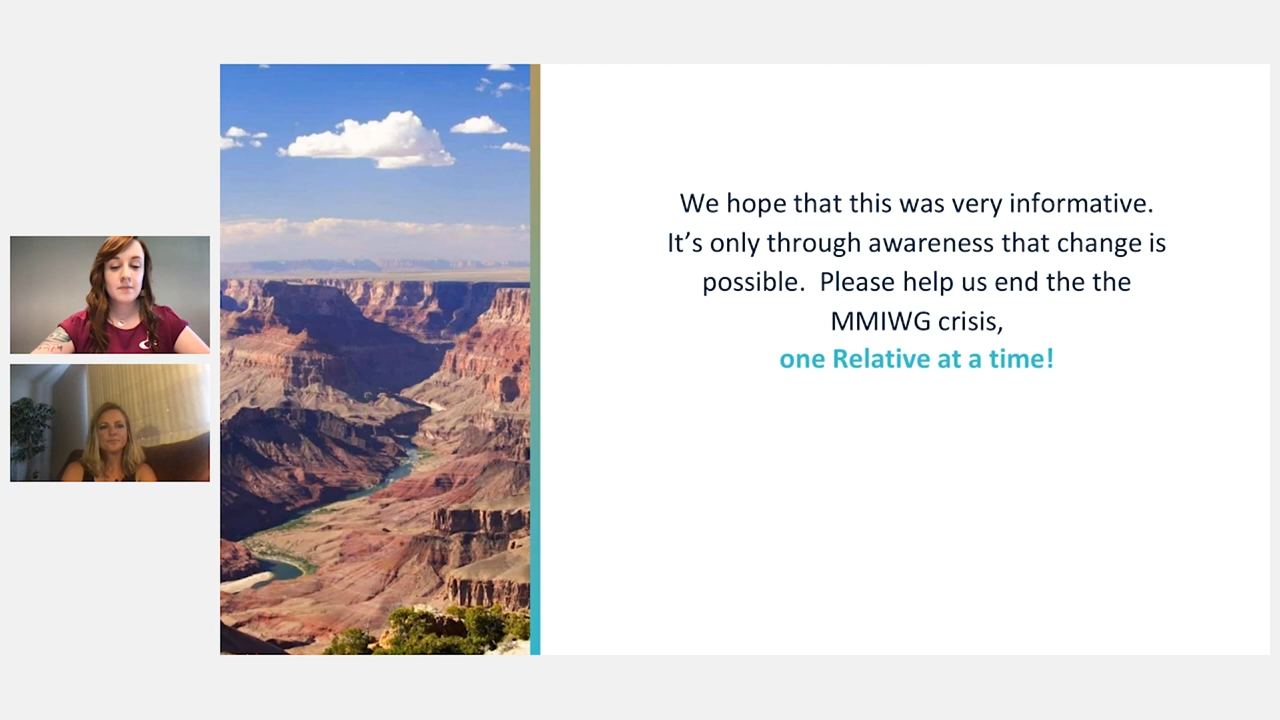 We hope that this was very informative.
It’s only through awareness that change is
possible.  Please help us end the the
MMIWG crisis,
one Relative at a time!